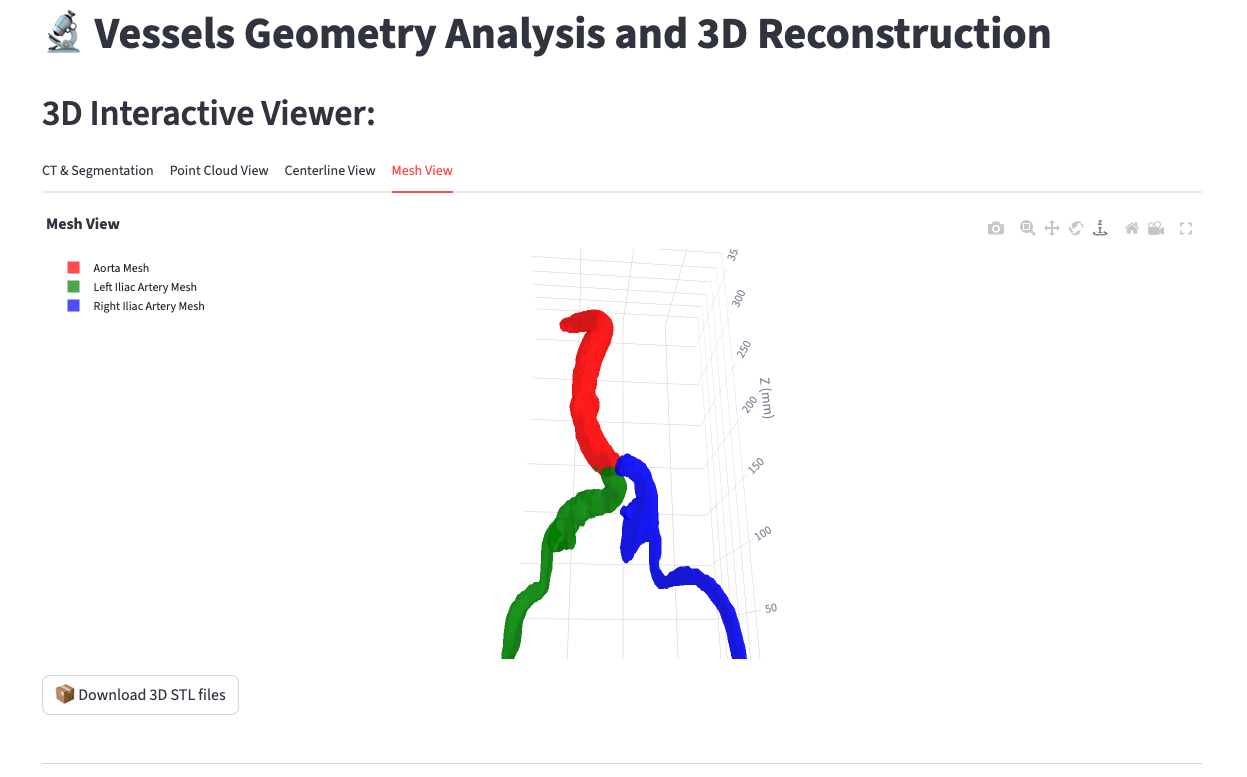 Vessels Geometry Analysis and 3D Reconstruction
3D Interactive Viewer:
CT & Segmentation
Point Cloud View
Centerline View
Mesh View
Mesh View
Z
Aorta Mesh
Left Iliac Artery Mesh
Right Iliac Artery Mesh
300
250
200
Z (mm)
150
100
50
Download 3D STL files